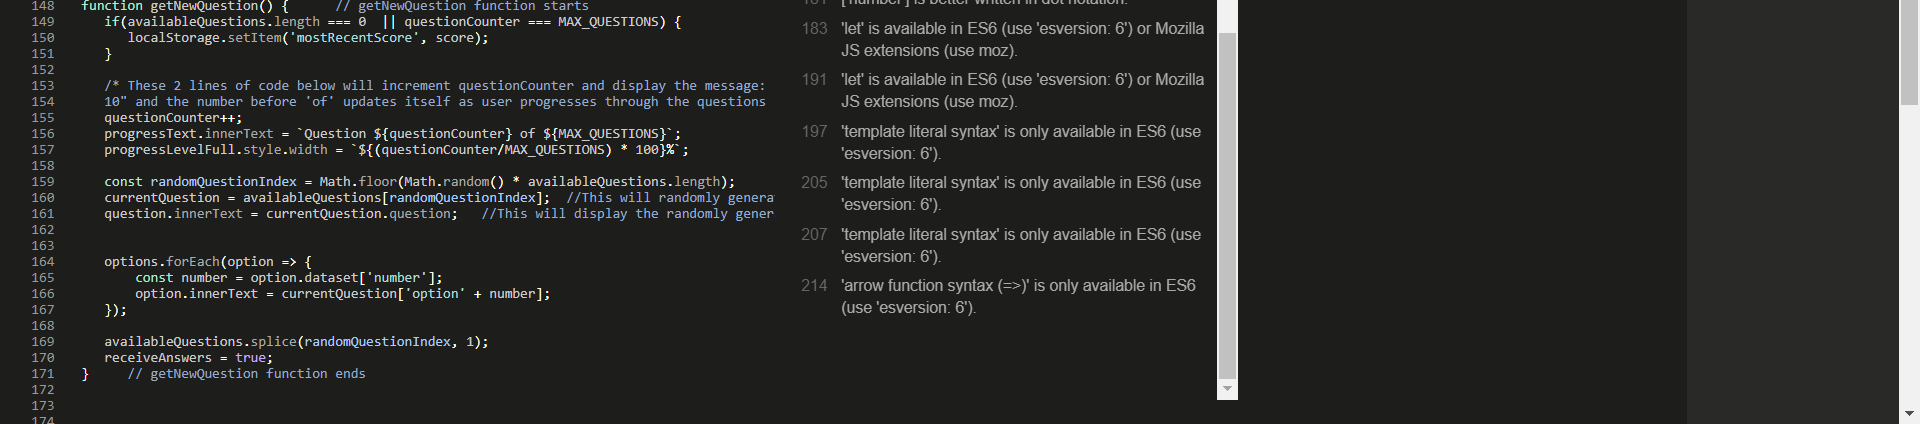 148 function getNewQuestion() {      // getNewQuestion function starts
149    if(availableQuestions.length === 0  || questionCounter === MAX_QUESTIONS) {
150       localStorage.setItem('mostRecentScore', score);
151    }
152
153    /* These 2 lines of code below will increment questionCounter and display the message:
154    10" and the number before 'of' updates itself as user progresses through the questions
155    questionCounter++;
156    progressText.innerText = `Question ${questionCounter} of ${MAX_QUESTIONS}`;
157    progressLevelFull.style.width = `${(questionCounter/MAX_QUESTIONS) * 100}%`;
158
159    const randomQuestionIndex = Math.floor(Math.random() * availableQuestions.length);
160    currentQuestion = availableQuestions[randomQuestionIndex];  //This will randomly genera
161    question.innerText = currentQuestion.question;   //This will display the randomly gener
162
163
164    options.forEach(option => {
165        const number = option.dataset['number'];
166        option.innerText = currentQuestion['option' + number];
167    });
168
169    availableQuestions.splice(randomQuestionIndex, 1);
170    receiveAnswers = true;
171 }     // getNewQuestion function ends
172
173
174
181 ['number'] is better written in dot notation.
183 'let' is available in ES6 (use 'esversion: 6') or Mozilla
JS extensions (use moz).
191 'let' is available in ES6 (use 'esversion: 6') or Mozilla
JS extensions (use moz).
197 'template literal syntax' is only available in ES6 (use
'esversion: 6').
205 'template literal syntax' is only available in ES6 (use
'esversion: 6').
207 'template literal syntax' is only available in ES6 (use
'esversion: 6').
214 'arrow function syntax (=>)' is only available in ES6
(use 'esversion: 6').